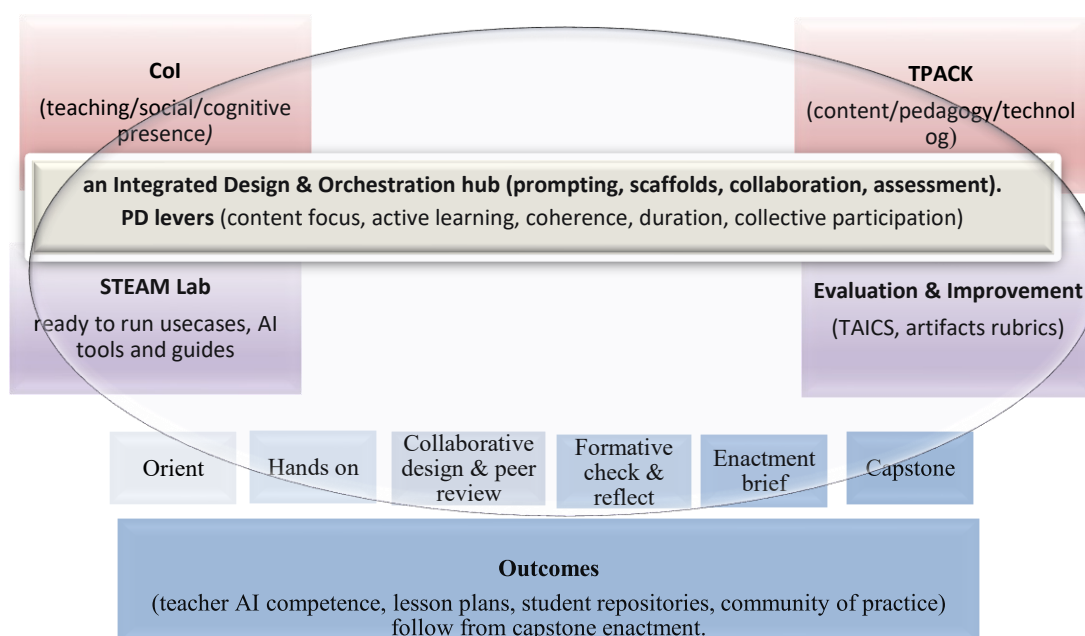 CoI
(teaching/social/cognitive
presence)
TPACK
(content/pedagogy/technol
og)
an Integrated Design & Orchestration hub (prompting, scaffolds, collaboration, assessment).
PD levers (content focus, active learning, coherence, duration, collective participation)
STEAM Lab
ready to run usecases, AI
tools and guides
Evaluation & Improvement
(TAICS, artifacts rubrics)
Orient
Hands on
Collaborative
design & peer
review
Formative
check &
reflect
Enactment
brief
Capstone
Outcomes
(teacher AI competence, lesson plans, student repositories, community of practice)
follow from capstone enactment.